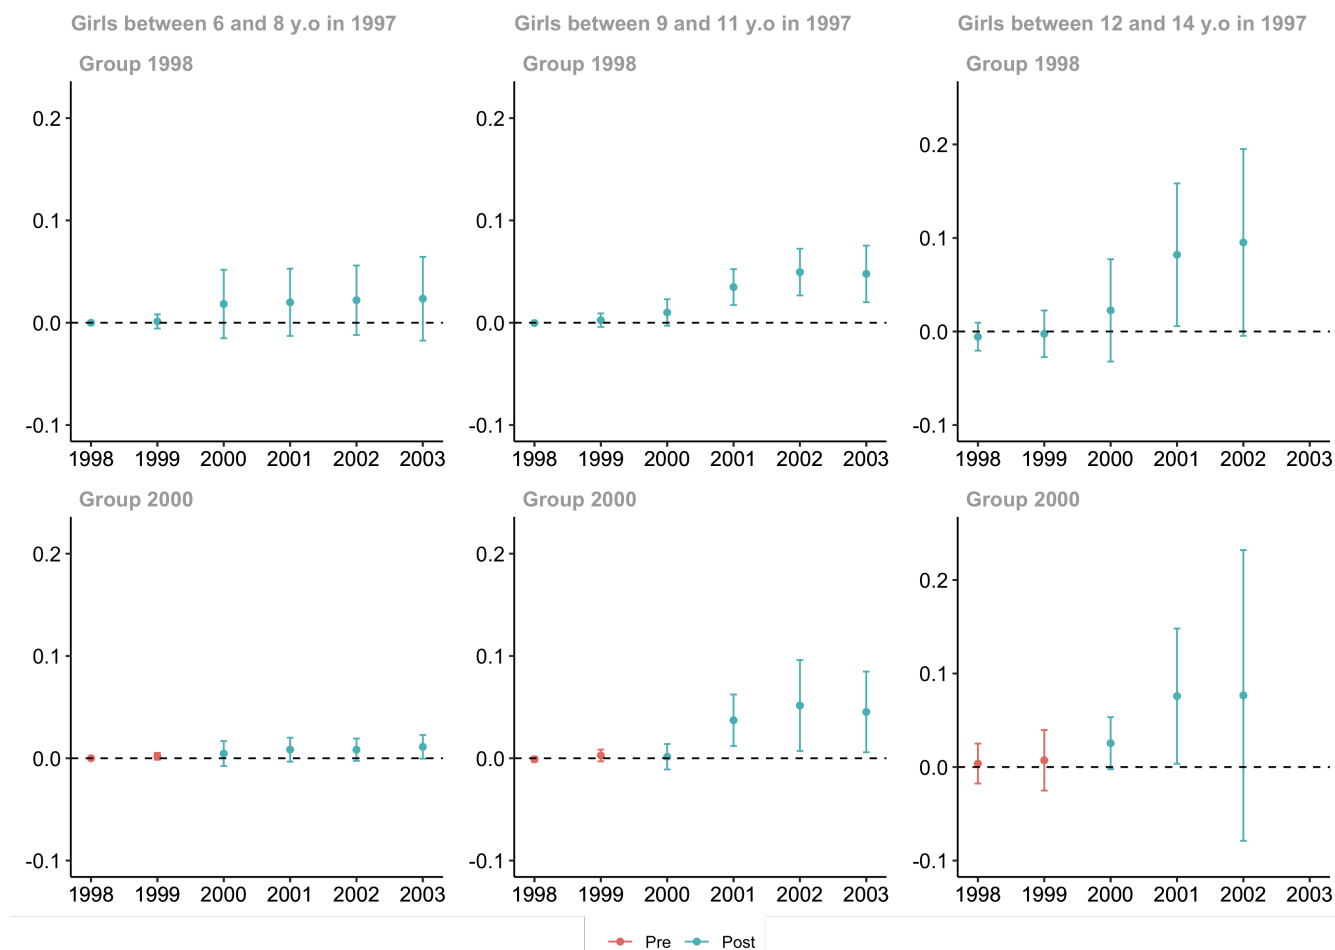 Girls between 6 and 8 y.o in 1997
Girls between 9 and 11 y.o in 1997
Girls between 12 and 14 y.o in 1997
Group 1998
Group 1998
Group 1998
0.2
0.1
0.0
-0.1
1998 1999 2000 2001 2002 2003
0.2
0.1
0.0
-0.1
1998 1999 2000 2001 2002 2003
0.2
0.1
0.0
-0.1
1998 1999 2000 2001 2002 2003
Group 2000
Group 2000
Group 2000
0.2
0.1
0.0
-0.1
1998 1999 2000 2001 2002 2003
0.2
0.1
0.0
-0.1
1998 1999 2000 2001 2002 2003
0.2
0.1
0.0
-0.1
1998 1999 2000 2001 2002 2003
Pre Post